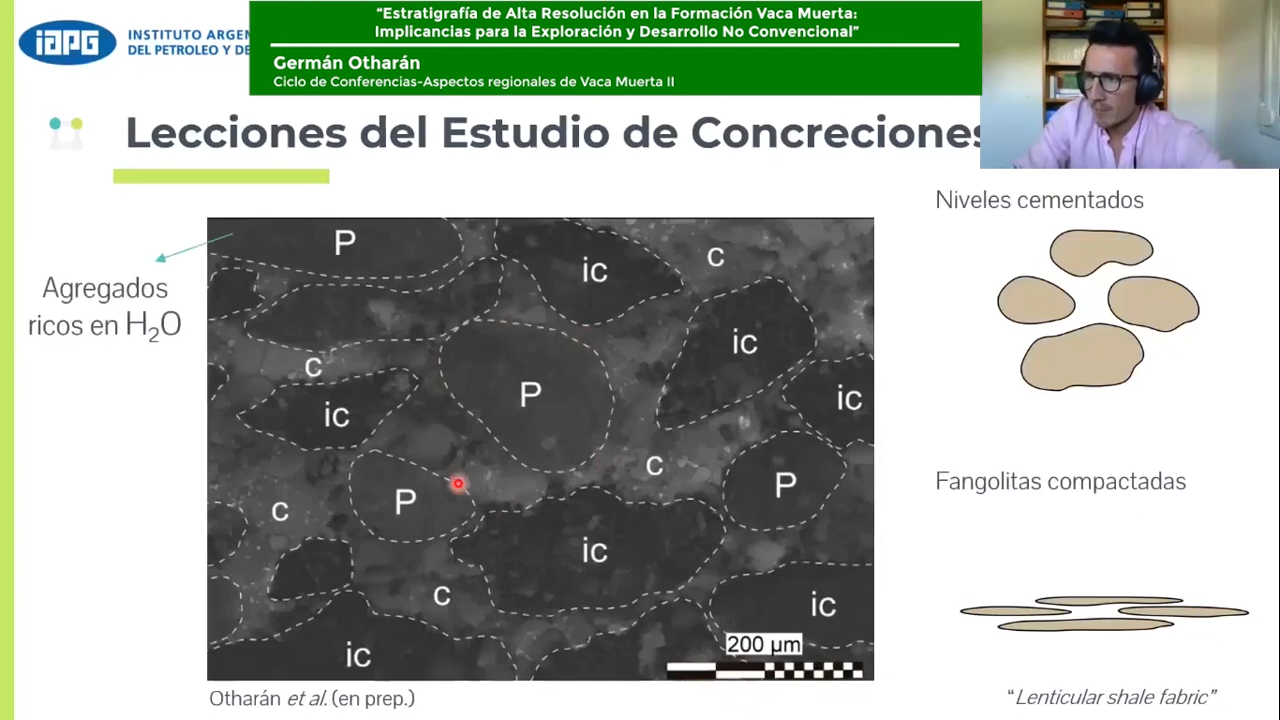 iapg
INSTITUTO ARGEN
DEL PETROLEO Y DE
“Estratigrafía de Alta Resolución en la Formación Vaca Muerta:
Implicancias para la Exploración y Desarrollo No Convencional”
Germán Otharán
Ciclo de Conferencias-Aspectos regionales de Vaca Muerta II
Lecciones del Estudio de Concreciones
Niveles cementados
Agregados
ricos en H₂O
P
ic
c
ic
c
P
ic
ic
c
P
P
c
ic
c
ic
ic
200 µm
Fangolitas compactadas
Otharán et al. (en prep.)
“Lenticular shale fabric”